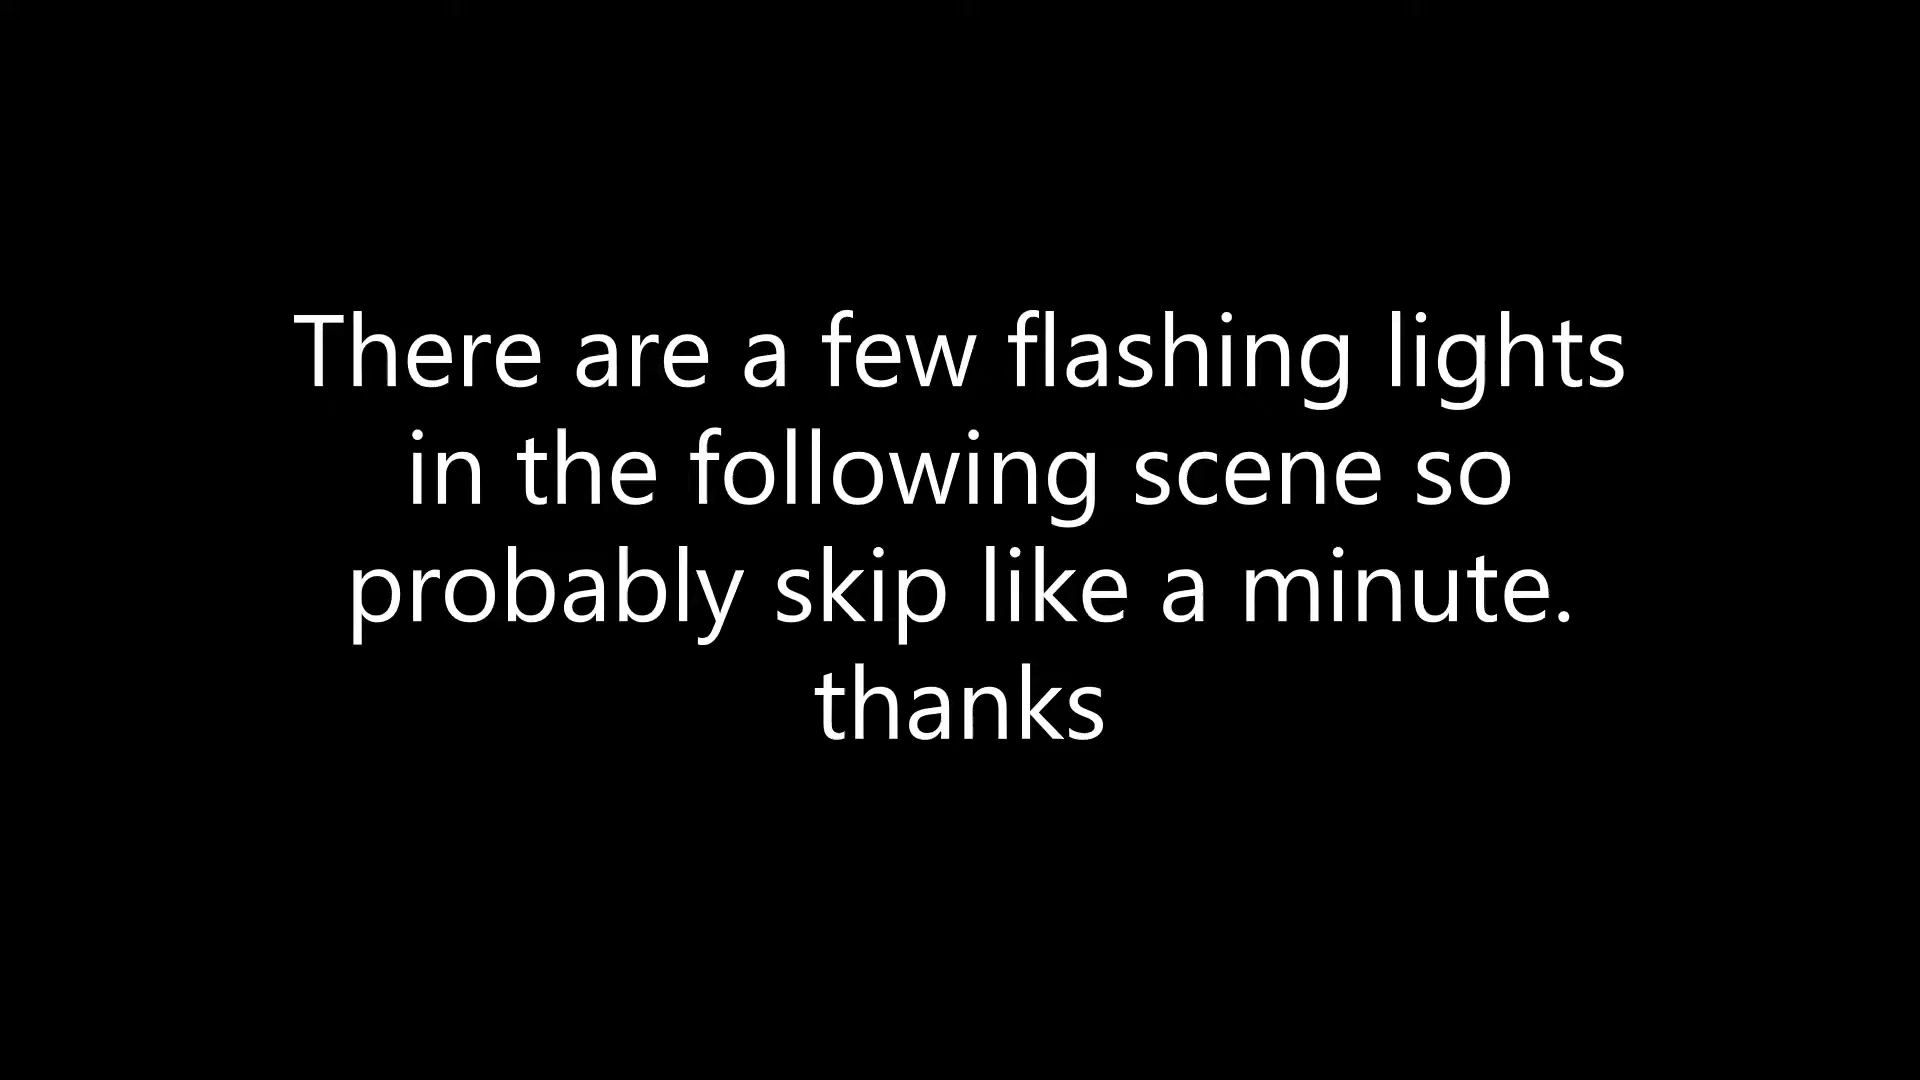 There are a few flashing lights
in the following scene so
probably skip like a minute.
thanks